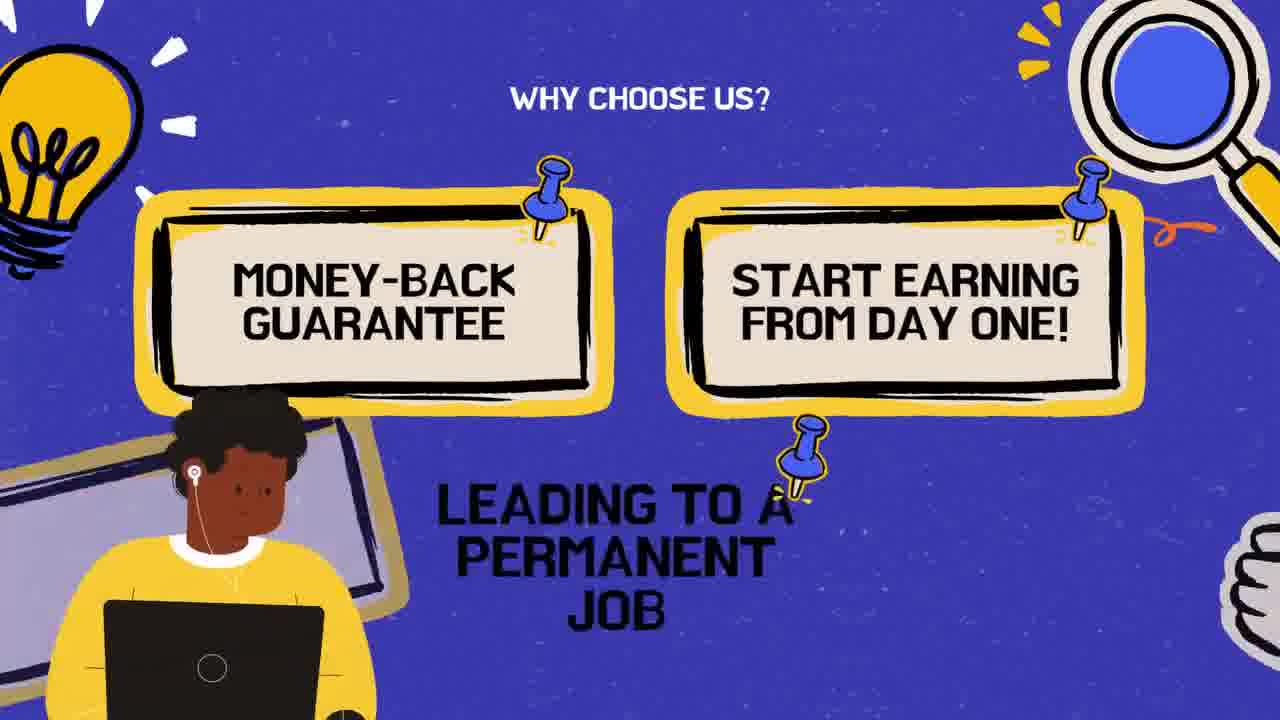 WHY CHOOSE US?
MONEY-BACK
GUARANTEE
START EARNING
FROM DAY ONE!
LEADING TO A
PERMANENT
JOB